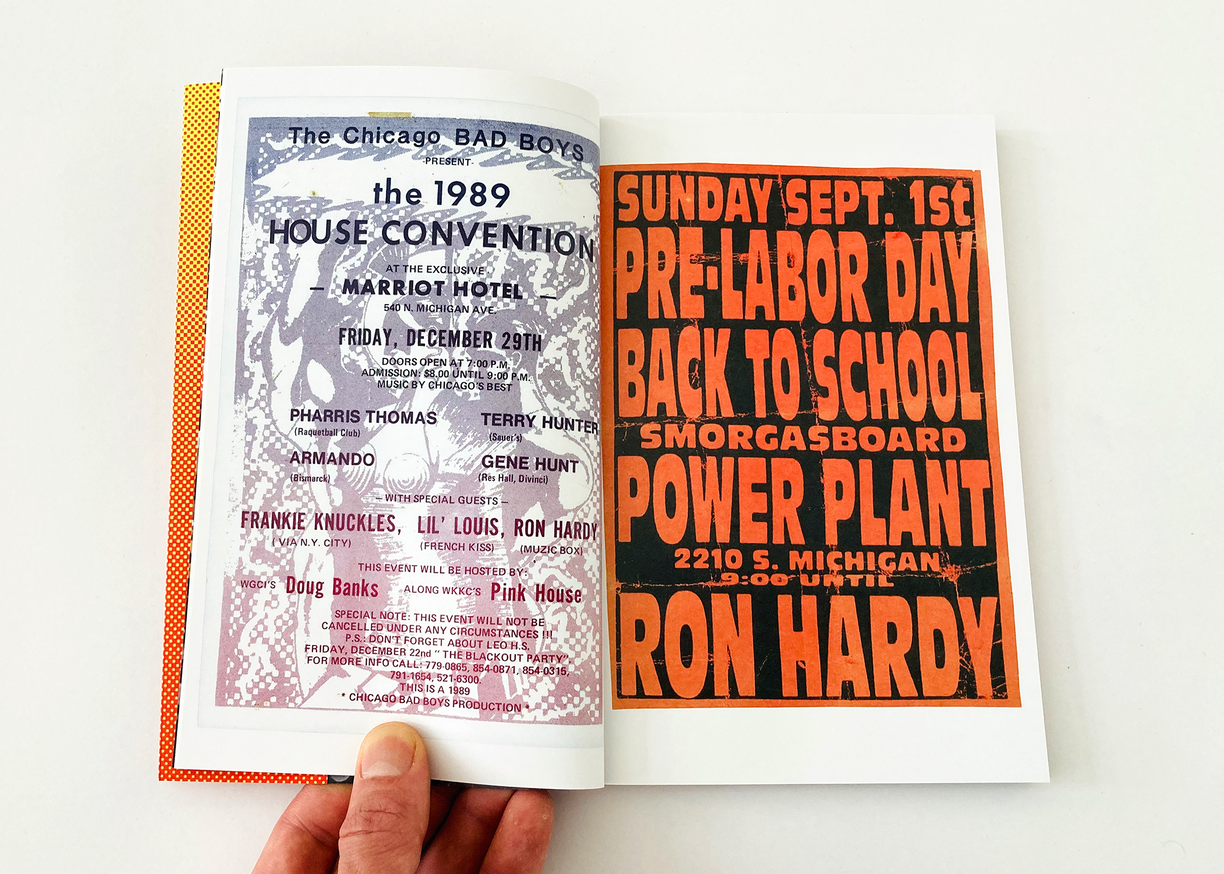 The Chicago BAD BOYS
-PRESENT-
the 1989
HOUSE CONVENTION
AT THE EXCLUSIVE
— MARRIOT HOTEL —
540 N. MICHIGAN AVE.
FRIDAY, DECEMBER 29TH
DOORS OPEN AT 7:00 P.M.
ADMISSION: $8.00 UNTIL 9:00 P.M.
MUSIC BY CHICAGO'S BEST
PHARRIS THOMAS TERRY HUNTER
(Raquetball Club) (Sauer's)
ARMANDO GENE HUNT
(Bismarck) (Res Hall, Divinci)
— WITH SPECIAL GUESTS —
FRANKIE KNUCKLES, LIL' LOUIS, RON HARDY
(VIA N.Y. CITY) (FRENCH KISS) (MUZIC BOX)
THIS EVENT WILL BE HOSTED BY:
WGCI'S Doug Banks ALONG WKKC'S Pink House
SPECIAL NOTE: THIS EVENT WILL NOT BE
CANCELLED UNDER ANY CIRCUMSTANCES !!!
P.S.: DON'T FORGET ABOUT LEO H.S.
FRIDAY, DECEMBER 22nd " THE BLACKOUT PARTY".
FOR MORE INFO CALL: 779-0865, 854-0871, 854-0315,
791-1654, 521-6300.
THIS IS A 1989
* CHICAGO BAD BOYS PRODUCTION *
SUNDAY SEPT. 1st
PRE-LABOR DAY
BACK TO SCHOOL
SMORGASBOARD
POWER PLANT
2210 S. MICHIGAN
9:00 UNTIL
RON HARDY